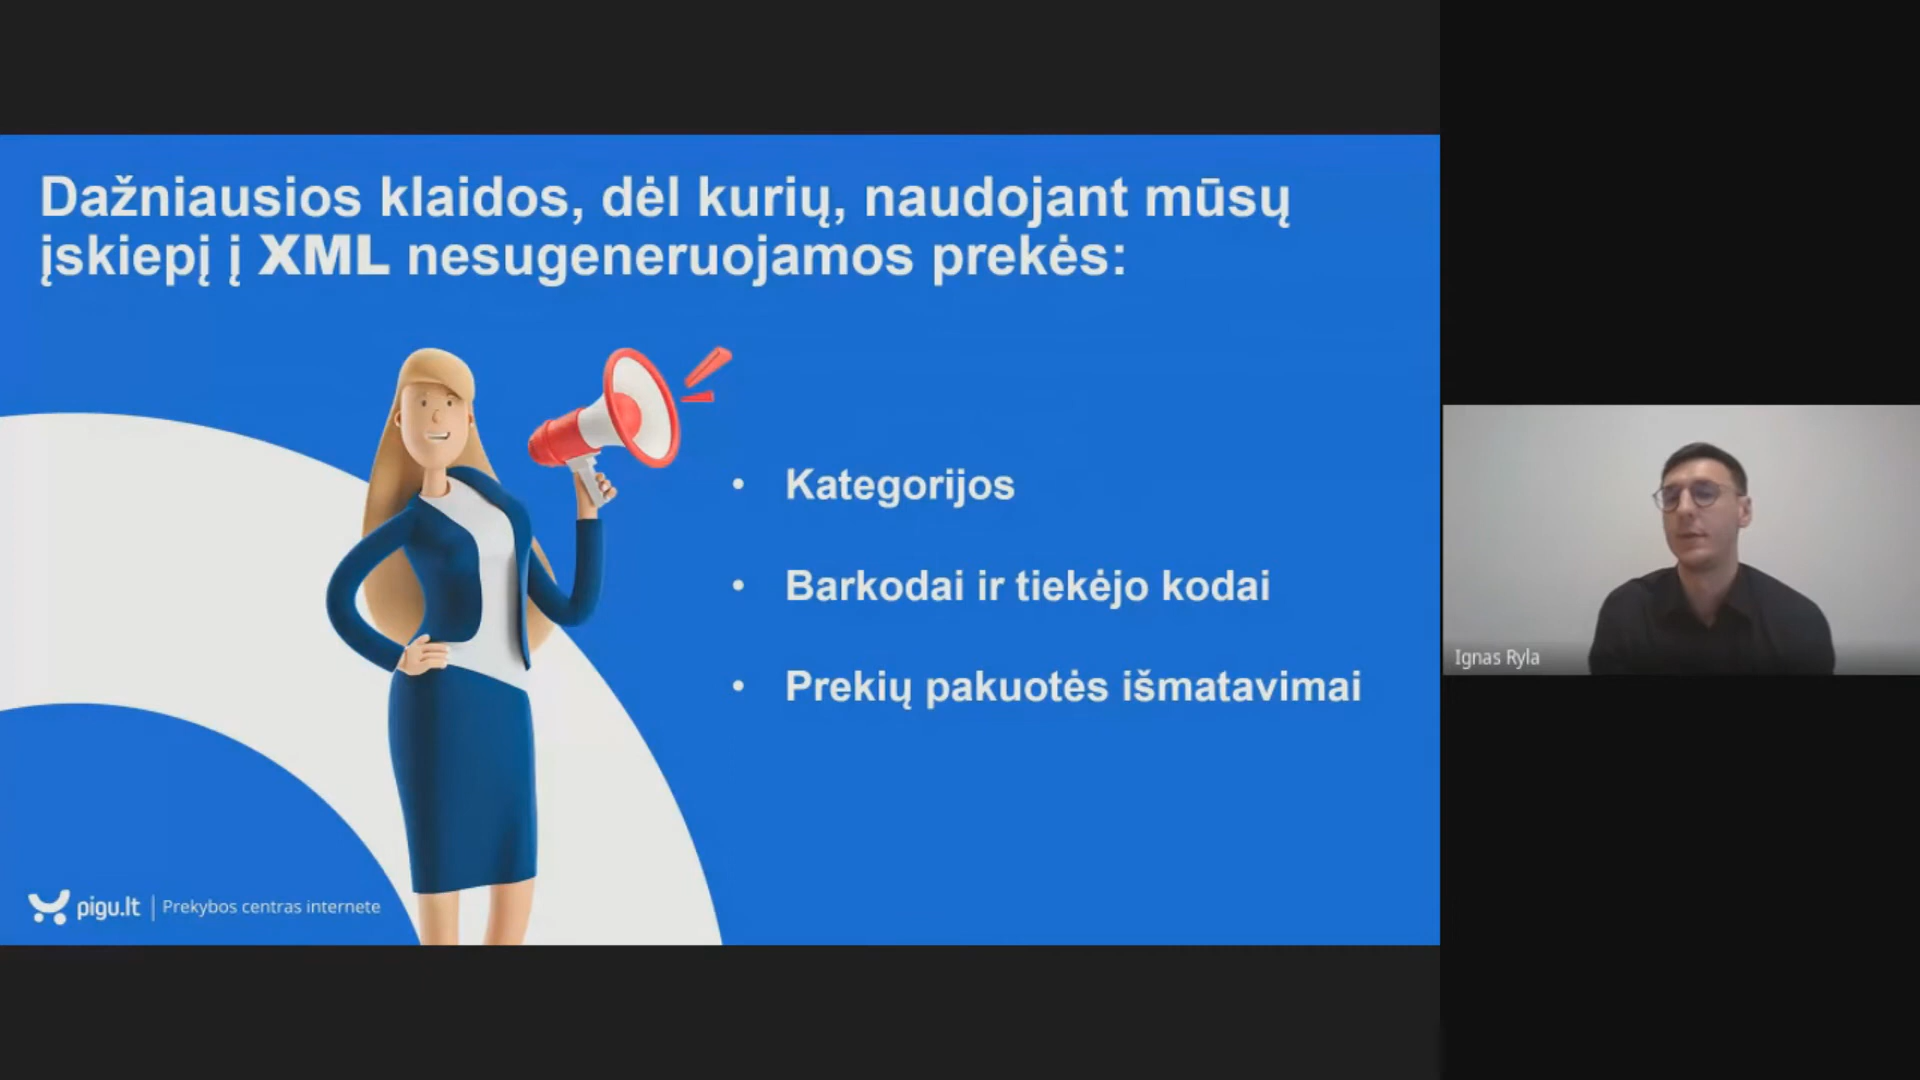 Dažniausios klaidos, dėl kurių, naudojant mūsų
įskiepį į XML nesugeneruojamos prekės:
• Kategorijos
• Barkodai ir tiekėjo kodai
• Prekių pakuotės išmatavimai
Ignas Ryla
pigu.lt | Prekybos centras internete